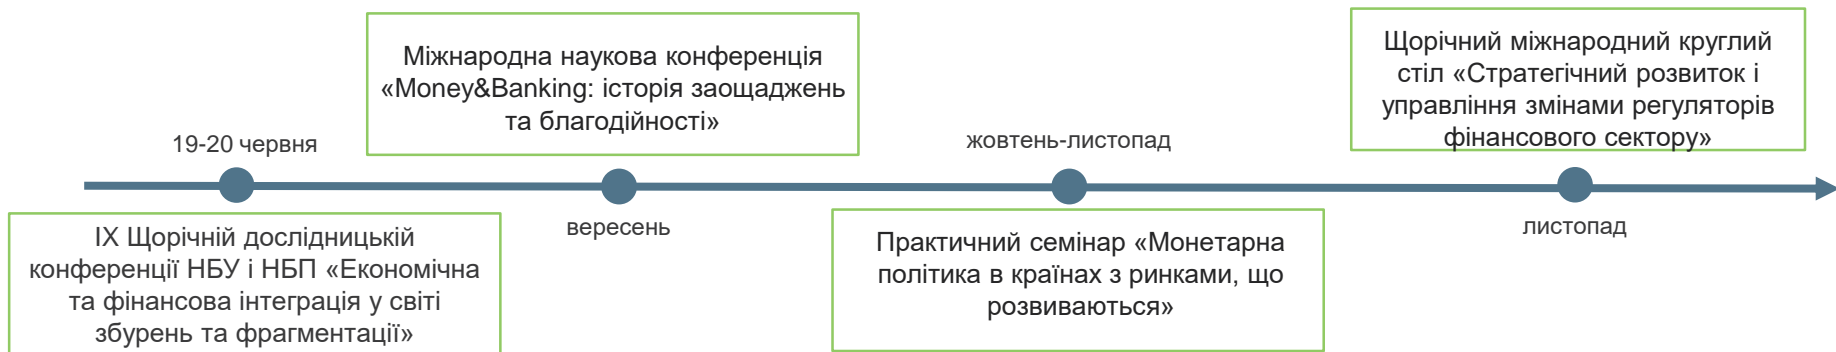 19-20 червня
ІХ Щорічній дослідницькій
конференції НБУ і НБП «Економічна
та фінансова інтеграція у світі
збурень та фрагментації»
Міжнародна наукова конференція
«Money&Banking: історія заощаджень
та благодійності»
вересень
жовтень-листопад
Практичний семінар «Монетарна
політика в країнах з ринками, що
розвиваються»
Щорічний міжнародний круглий
стіл «Стратегічний розвиток і
управління змінами регуляторів
фінансового сектору»
листопад